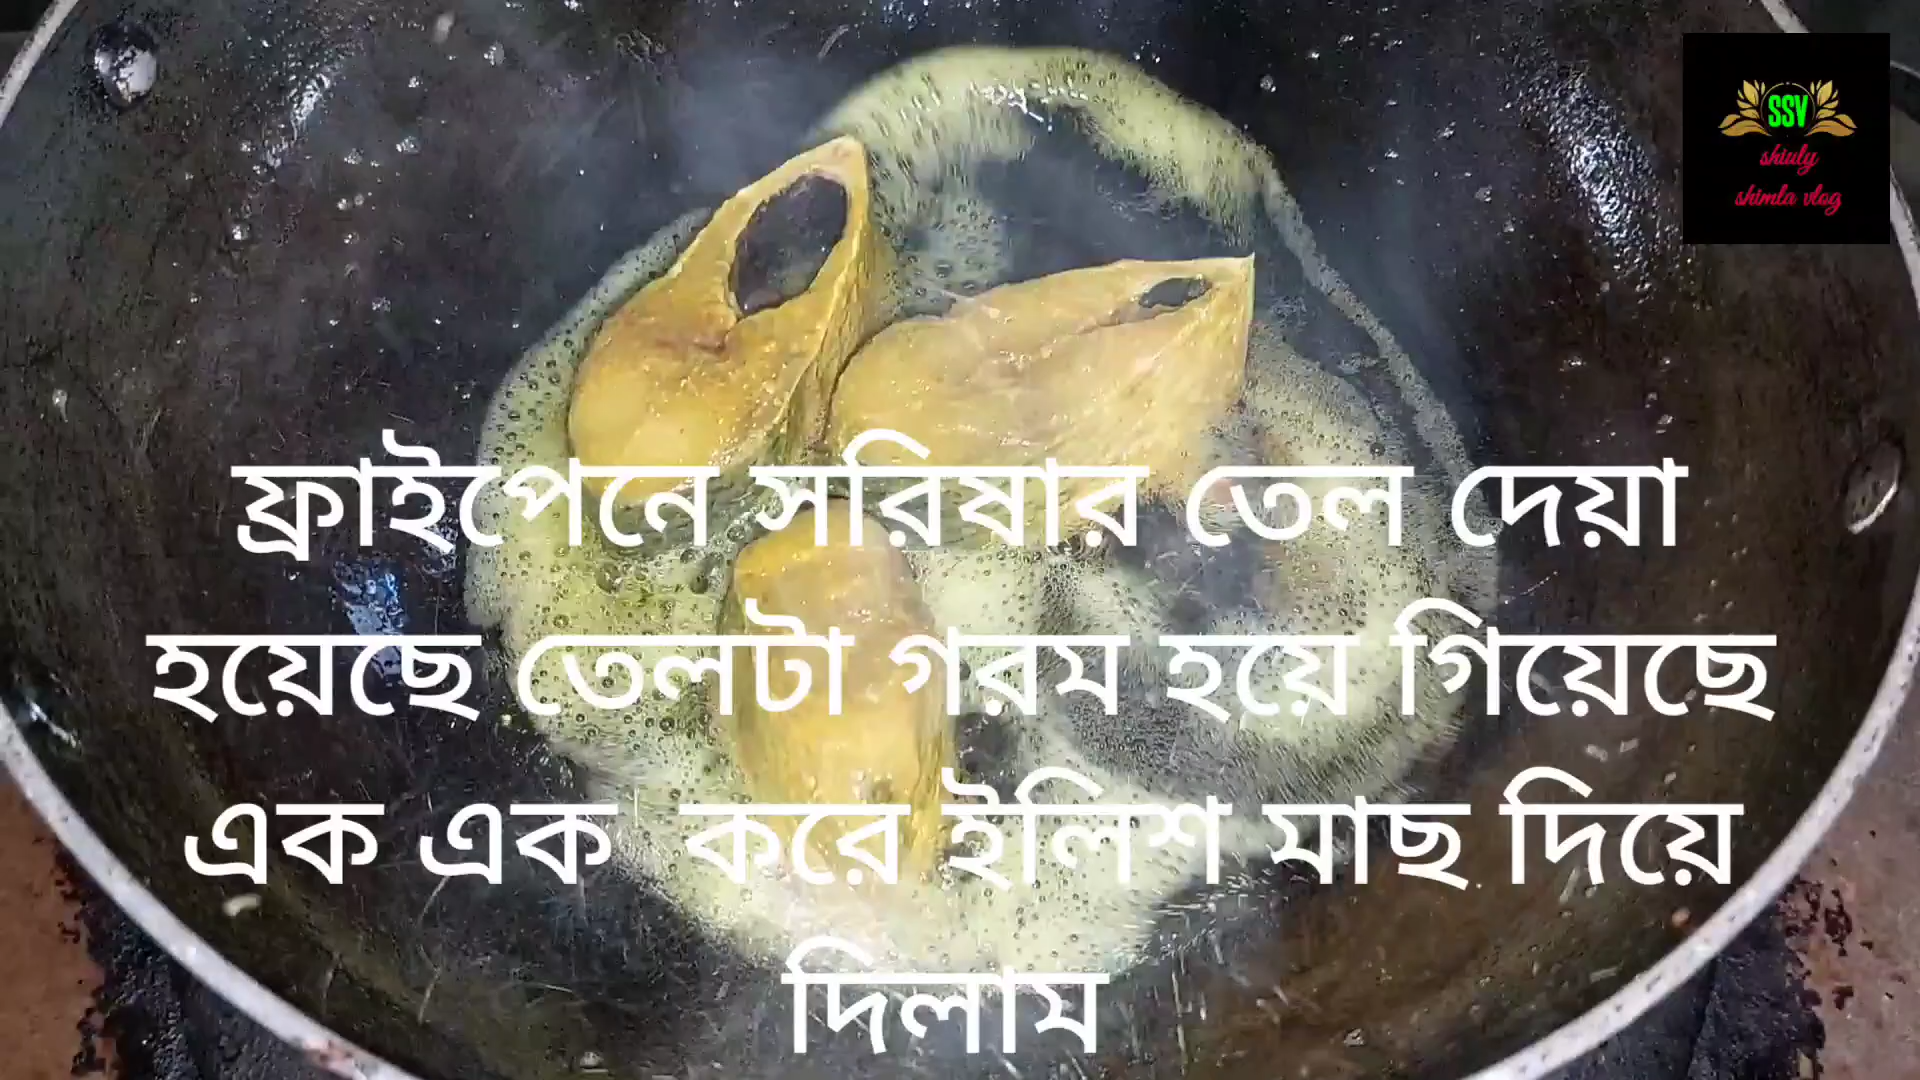 SSV
shiuly
shimla vlog
ফ্রাইপেনে সরিষার তেল দেয়া
হয়েছে তেলটা গরম হয়ে গিয়েছে
এক এক করে ইলিশ মাছ দিয়ে
দিলাম